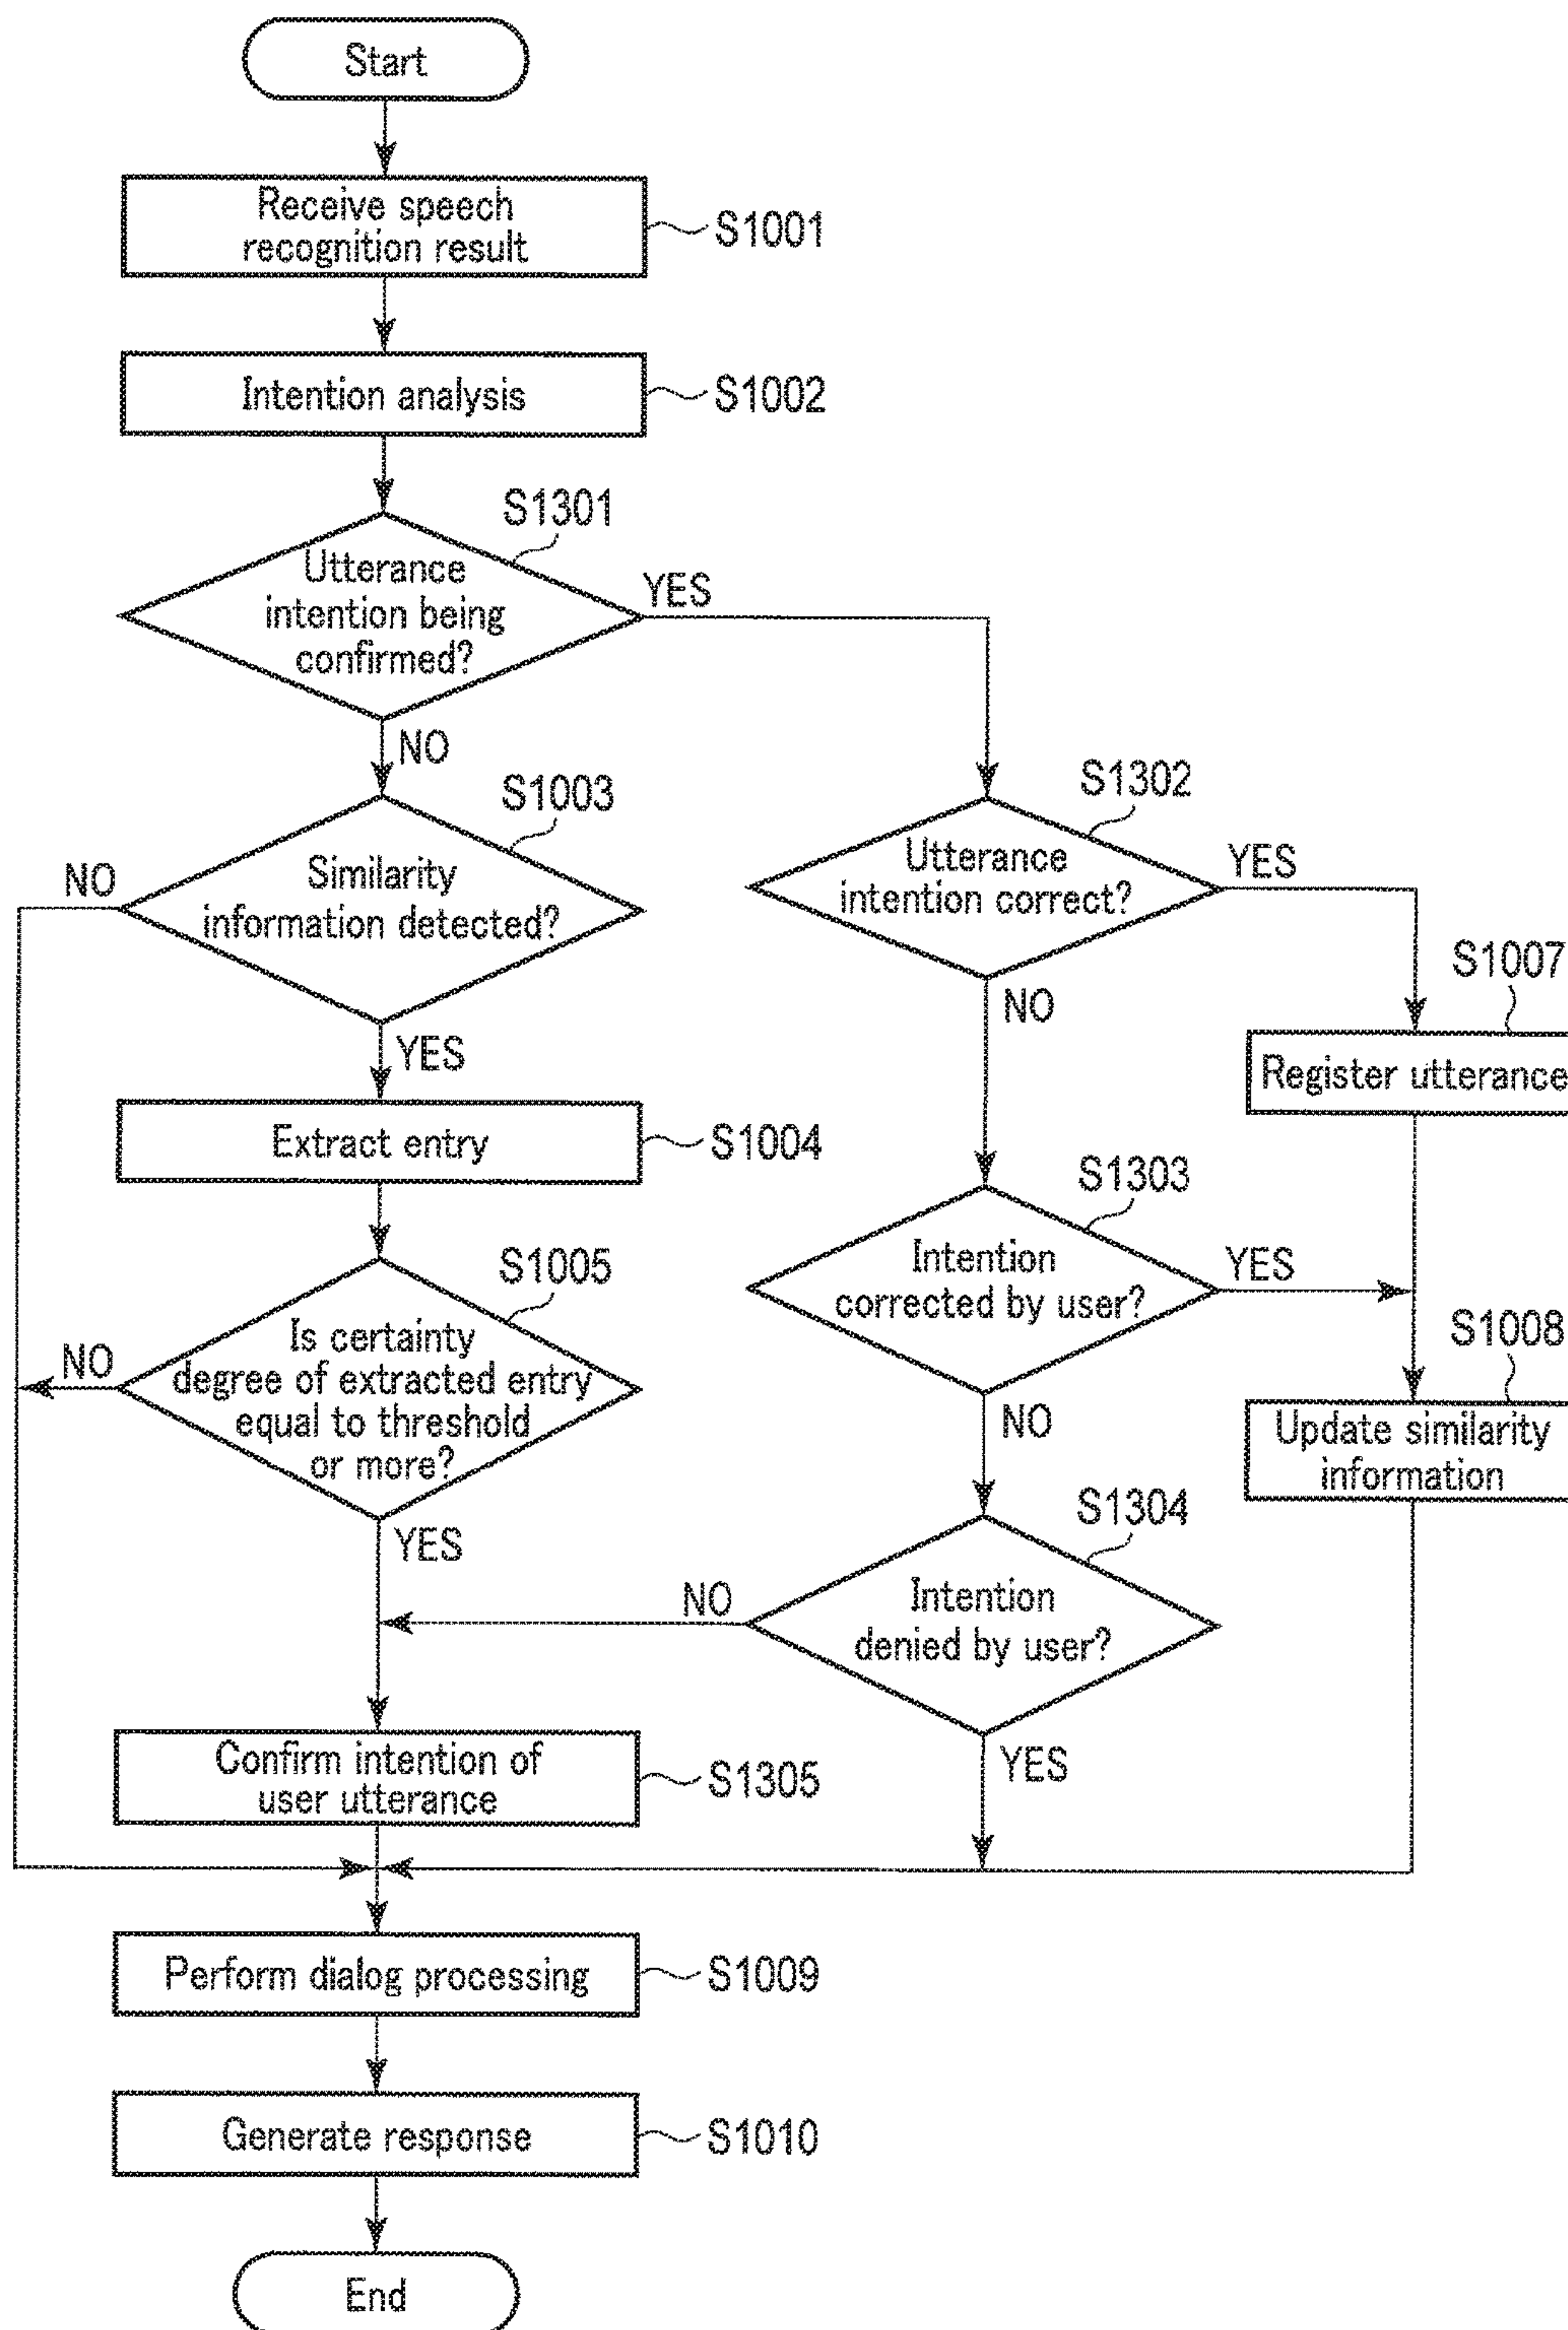 Start
Receive speech
recognition result
S1001
Intention analysis
S1002
S1301
Utterance
intention being
confirmed?
YES
NO
S1003
Similarity
information detected?
NO
YES
S1302
Utterance
intention correct?
YES
NO
S1007
Register utterance
Extract entry
S1004
S1303
Intention
corrected by user?
YES
NO
S1005
Is certainty
degree of extracted entry
equal to threshold
or more?
NO
YES
S1008
Update similarity
information
S1304
Intention
denied by user?
NO
YES
Confirm intention of
user utterance
S1305
Perform dialog processing
S1009
Generate response
S1010
End